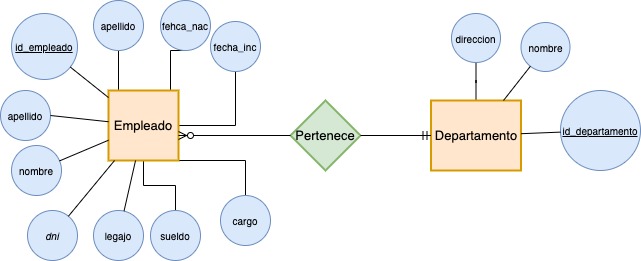 apellido
fehca_nac
id_empleado
fecha_inc
direccion
nombre
apellido
Empleado
Pertenece
Departamento
id_departamento
nombre
dni
legajo
sueldo
cargo